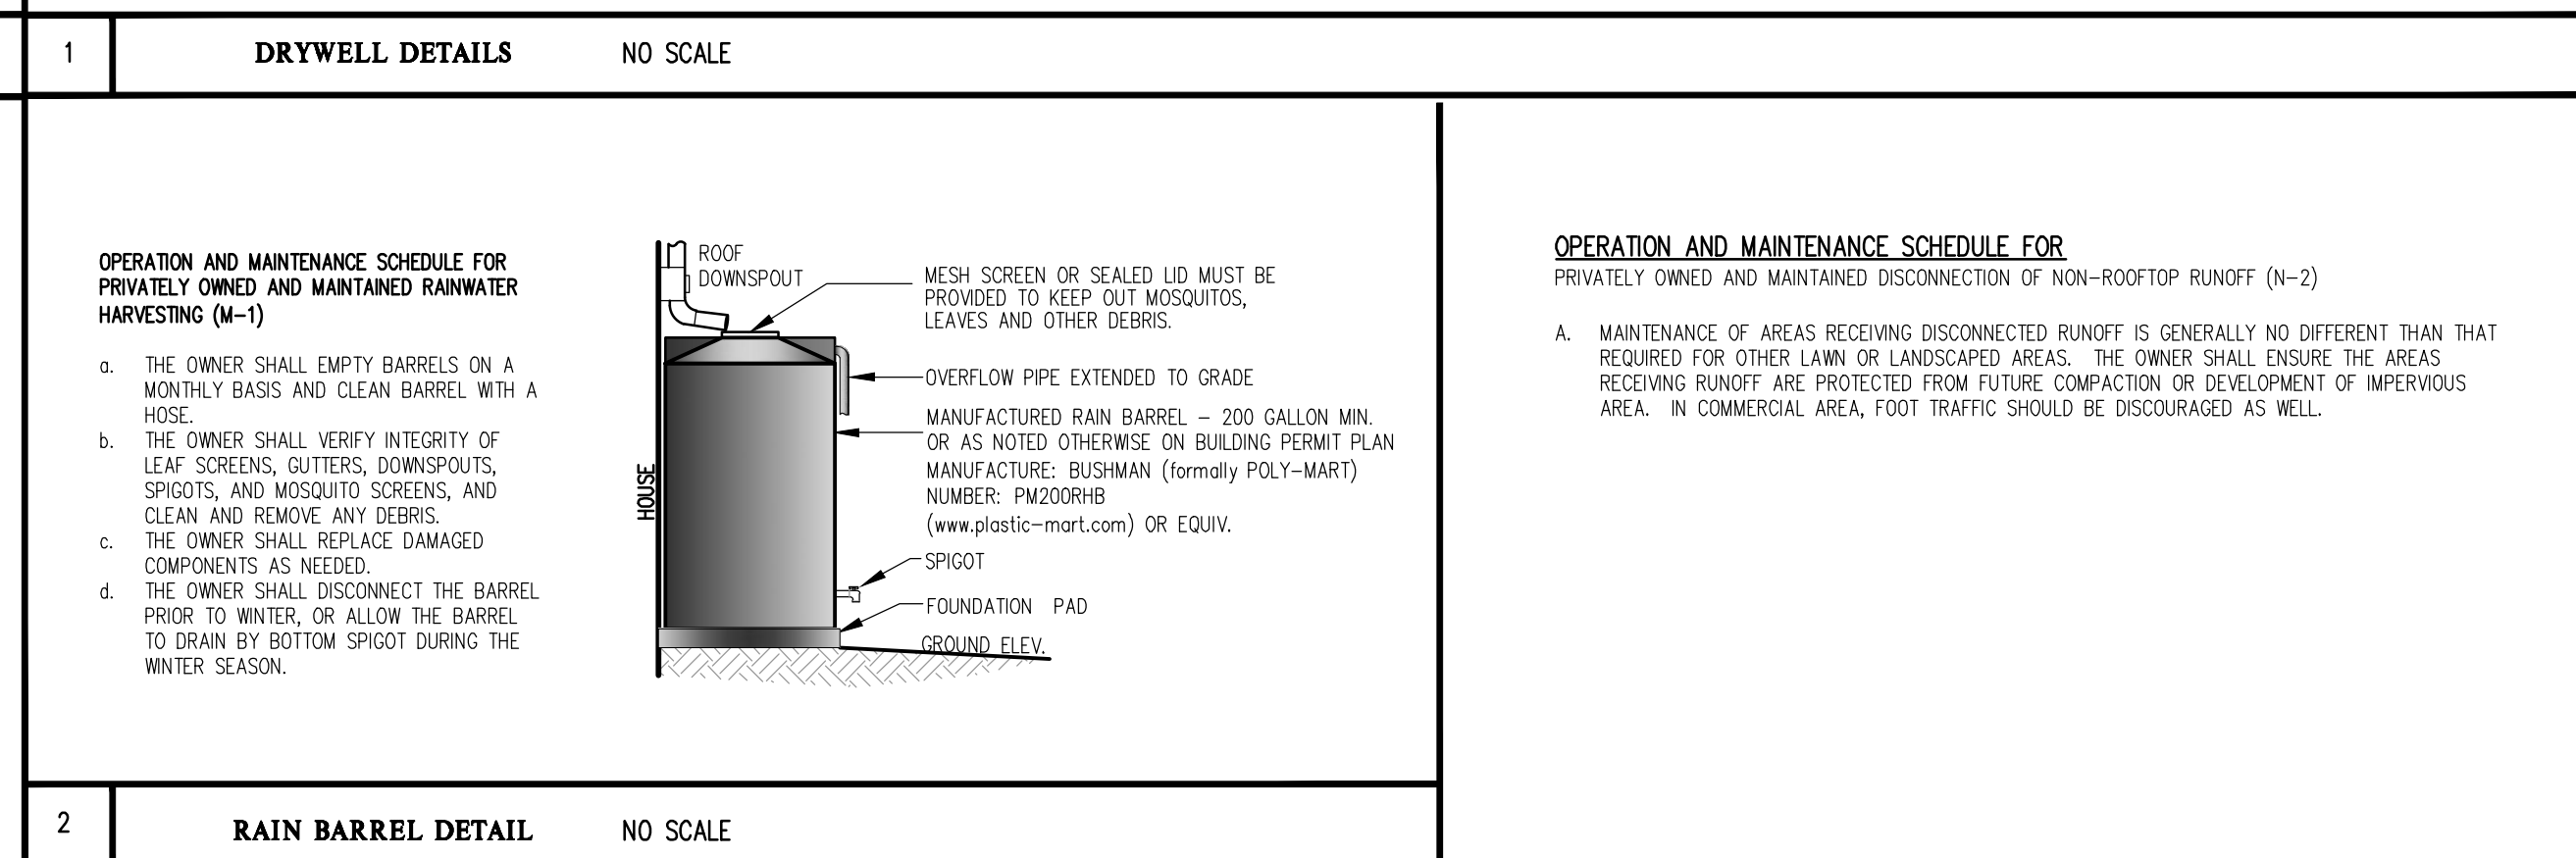 1
DRYWELL DETAILS NO SCALE
OPERATION AND MAINTENANCE SCHEDULE FOR
PRIVATELY OWNED AND MAINTAINED RAINWATER
HARVESTING (M-1)
a. THE OWNER SHALL EMPTY BARRELS ON A
MONTHLY BASIS AND CLEAN BARREL WITH A
HOSE.
b. THE OWNER SHALL VERIFY INTEGRITY OF
LEAF SCREENS, GUTTERS, DOWNSPOUTS,
SPIGOTS, AND MOSQUITO SCREENS, AND
CLEAN AND REMOVE ANY DEBRIS.
c. THE OWNER SHALL REPLACE DAMAGED
COMPONENTS AS NEEDED.
d. THE OWNER SHALL DISCONNECT THE BARREL
PRIOR TO WINTER, OR ALLOW THE BARREL
TO DRAIN BY BOTTOM SPIGOT DURING THE
WINTER SEASON.
HOUSE
ROOF
DOWNSPOUT
MESH SCREEN OR SEALED LID MUST BE
PROVIDED TO KEEP OUT MOSQUITOS,
LEAVES AND OTHER DEBRIS.
OVERFLOW PIPE EXTENDED TO GRADE
MANUFACTURED RAIN BARREL - 200 GALLON MIN.
OR AS NOTED OTHERWISE ON BUILDING PERMIT PLAN
MANUFACTURE: BUSHMAN (formally POLY-MART)
NUMBER: PM200RHB
(www.plastic-mart.com) OR EQUIV.
SPIGOT
FOUNDATION PAD
GROUND ELEV.
OPERATION AND MAINTENANCE SCHEDULE FOR
PRIVATELY OWNED AND MAINTAINED DISCONNECTION OF NON-ROOFTOP RUNOFF (N-2)
A. MAINTENANCE OF AREAS RECEIVING DISCONNECTED RUNOFF IS GENERALLY NO DIFFERENT THAN THAT
REQUIRED FOR OTHER LAWN OR LANDSCAPED AREAS. THE OWNER SHALL ENSURE THE AREAS
RECEIVING RUNOFF ARE PROTECTED FROM FUTURE COMPACTION OR DEVELOPMENT OF IMPERVIOUS
AREA. IN COMMERCIAL AREA, FOOT TRAFFIC SHOULD BE DISCOURAGED AS WELL.
2
RAIN BARREL DETAIL NO SCALE